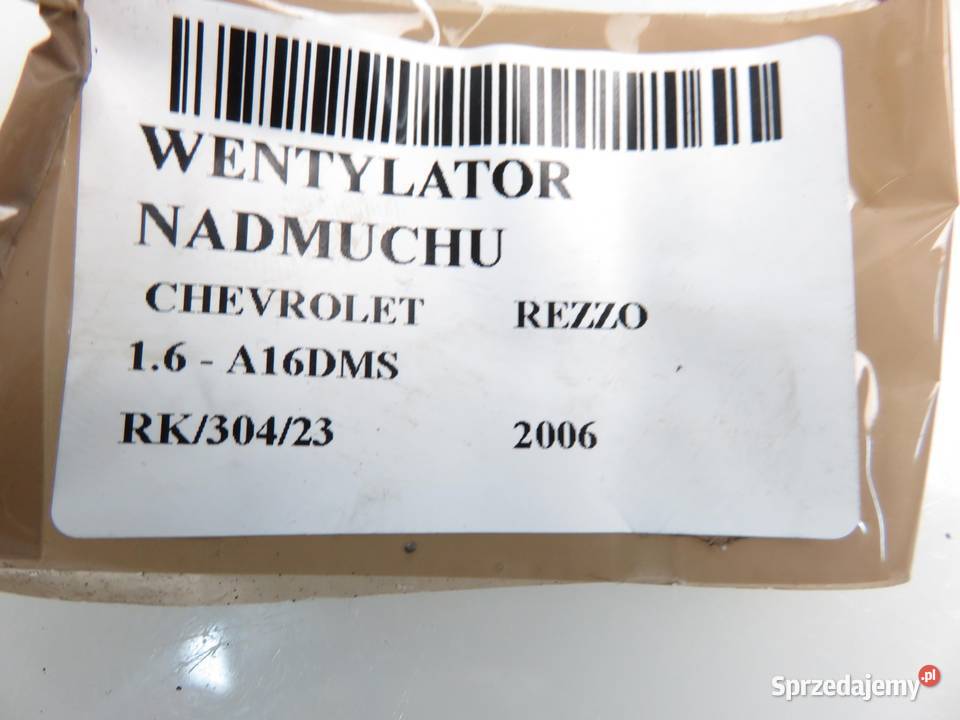 WENTYLATOR
NADMUCHU
CHEVROLET REZZO
1.6 - A16DMS
RK/304/23 2006
Sprzedajemy.pl